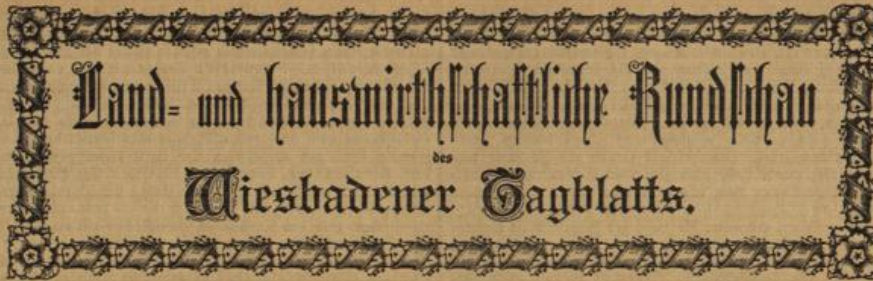 Land- und hauswirthschaftliche Rundschau
des
Wiesbadener Tagblatts.